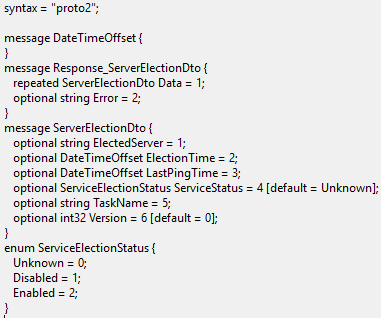 syntax = "proto2";

message DateTimeOffset {
}
message Response_ServerElectionDto {
   repeated ServerElectionDto Data = 1;
   optional string Error = 2;
}
message ServerElectionDto {
   optional string ElectedServer = 1;
   optional DateTimeOffset ElectionTime = 2;
   optional DateTimeOffset LastPingTime = 3;
   optional ServiceElectionStatus ServiceStatus = 4 [default = Unknown];
   optional string TaskName = 5;
   optional int32 Version = 6 [default = 0];
}
enum ServiceElectionStatus {
   Unknown = 0;
   Disabled = 1;
   Enabled = 2;
}